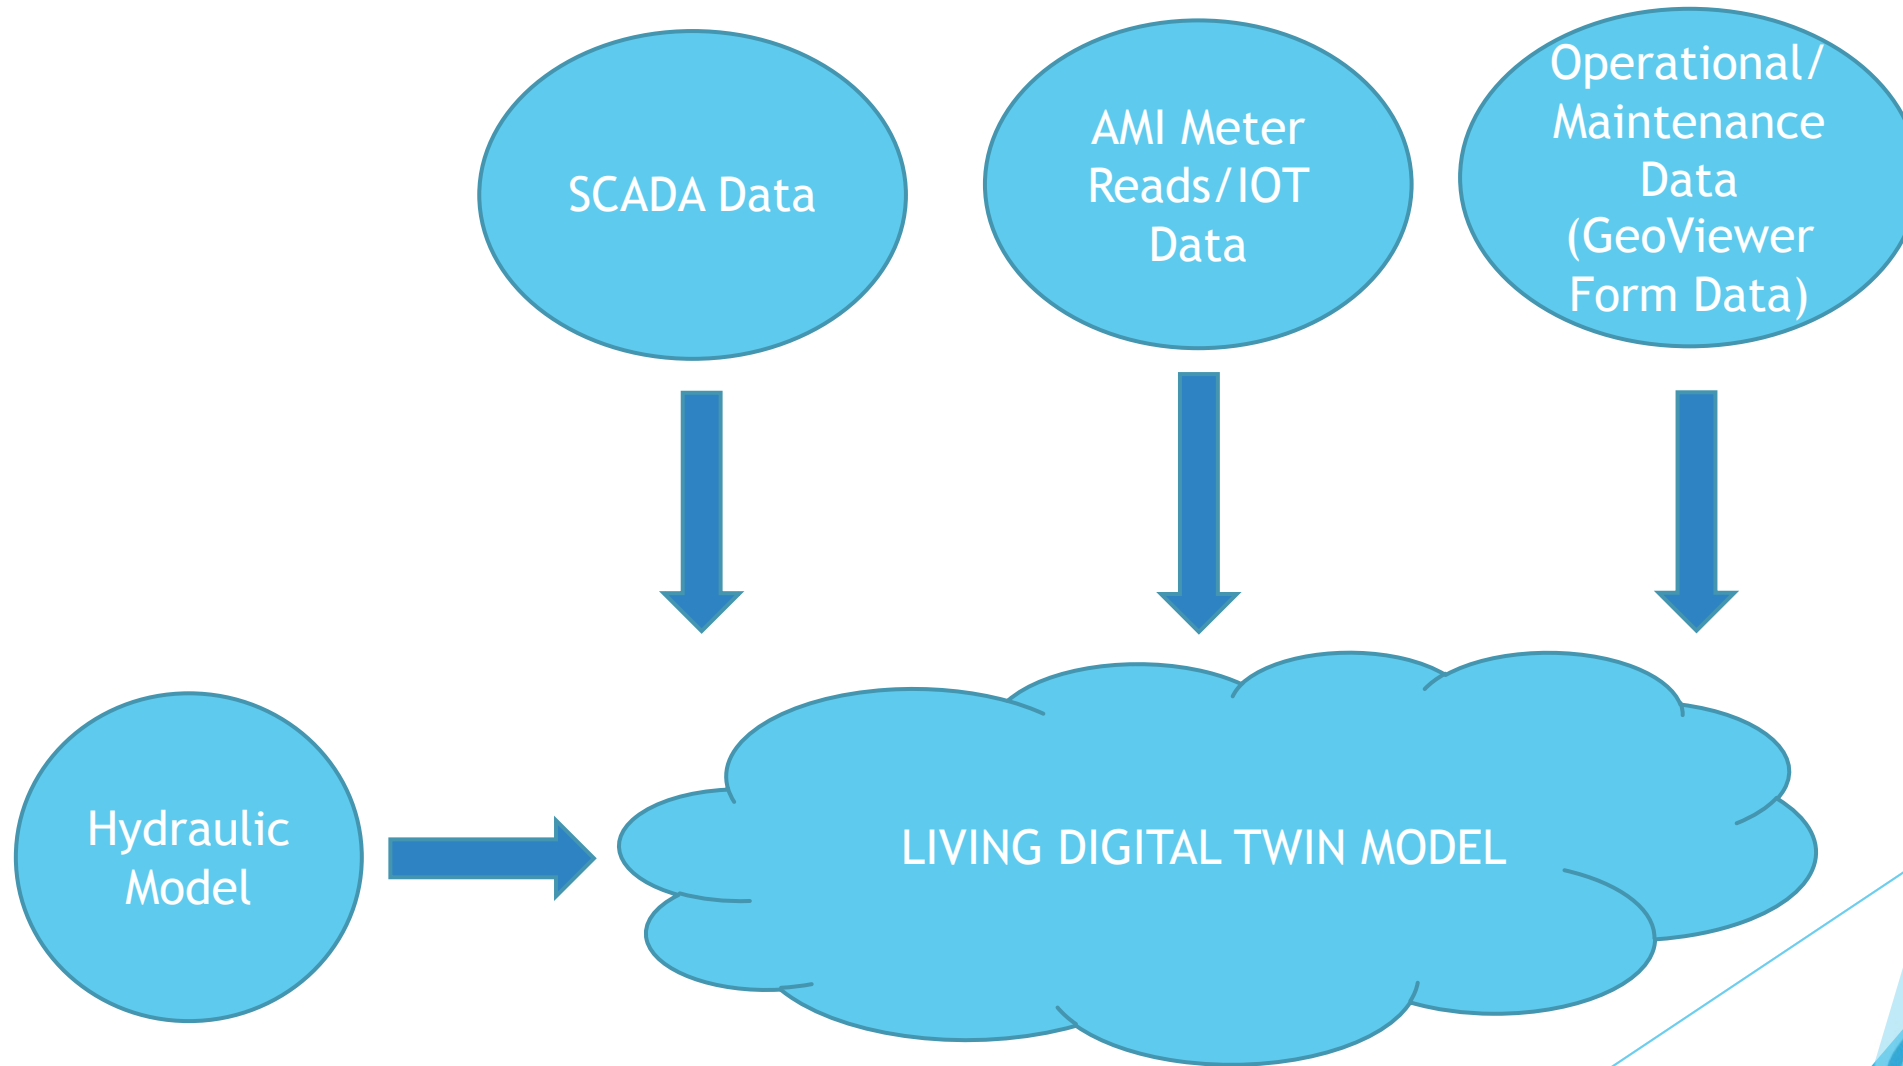 SCADA Data
AMI Meter
Reads/IOT
Data
Operational/
Maintenance
Data
(GeoViewer
Form Data)
Hydraulic
Model
LIVING DIGITAL TWIN MODEL